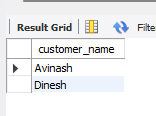 Result Grid Filte
customer_name
Avinash
Dinesh